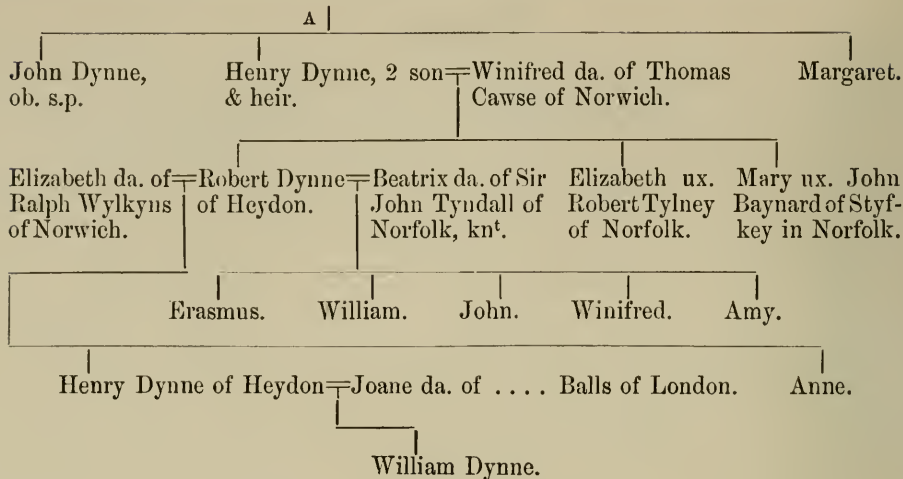 A
John Dynne,
ob. s.p.
Henry Dynne, 2 son
& heir.
Winifred da. of Thomas
Cawse of Norwich.
Margaret.
Elizabeth da. of
Ralph Wylkyns
of Norwich.
Robert Dynne
of Heydon.
Beatrix da. of Sir
John Tyndall of
Norfolk, knt.
Elizabeth ux.
Robert Tylney
of Norfolk.
Mary ux. John
Baynard of Styf-
key in Norfolk.
Erasmus.
William.
John.
Winifred.
Amy.
Henry Dynne of Heydon
Joane da. of .... Balls of London.
Anne.
William Dynne.